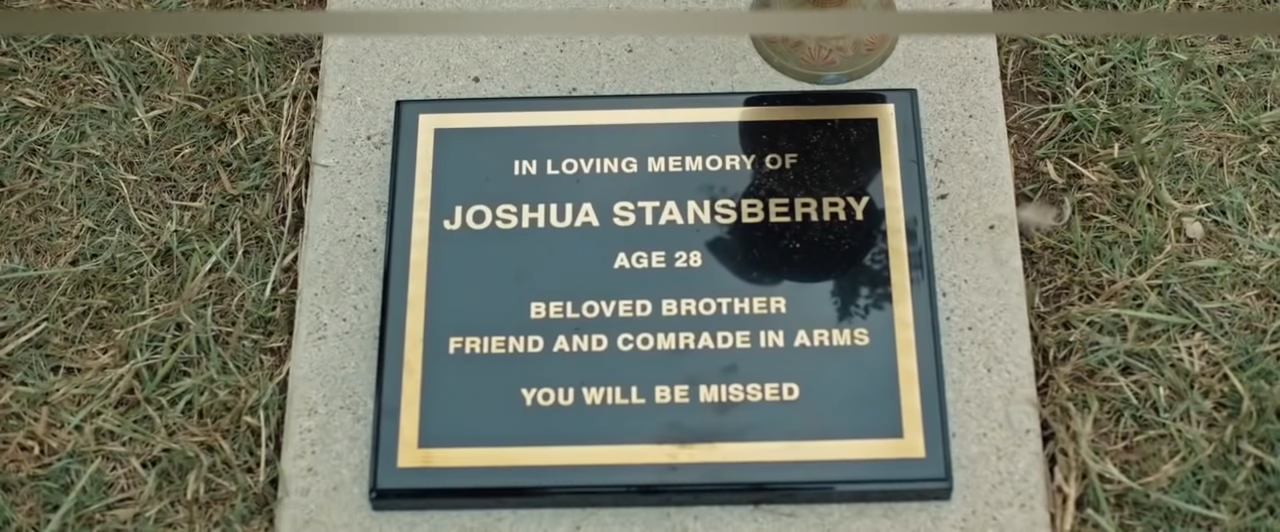 IN LOVING MEMORY OF
JOSHUA STANSBERRY
AGE 28
BELOVED BROTHER
FRIEND AND COMRADE IN ARMS
YOU WILL BE MISSED